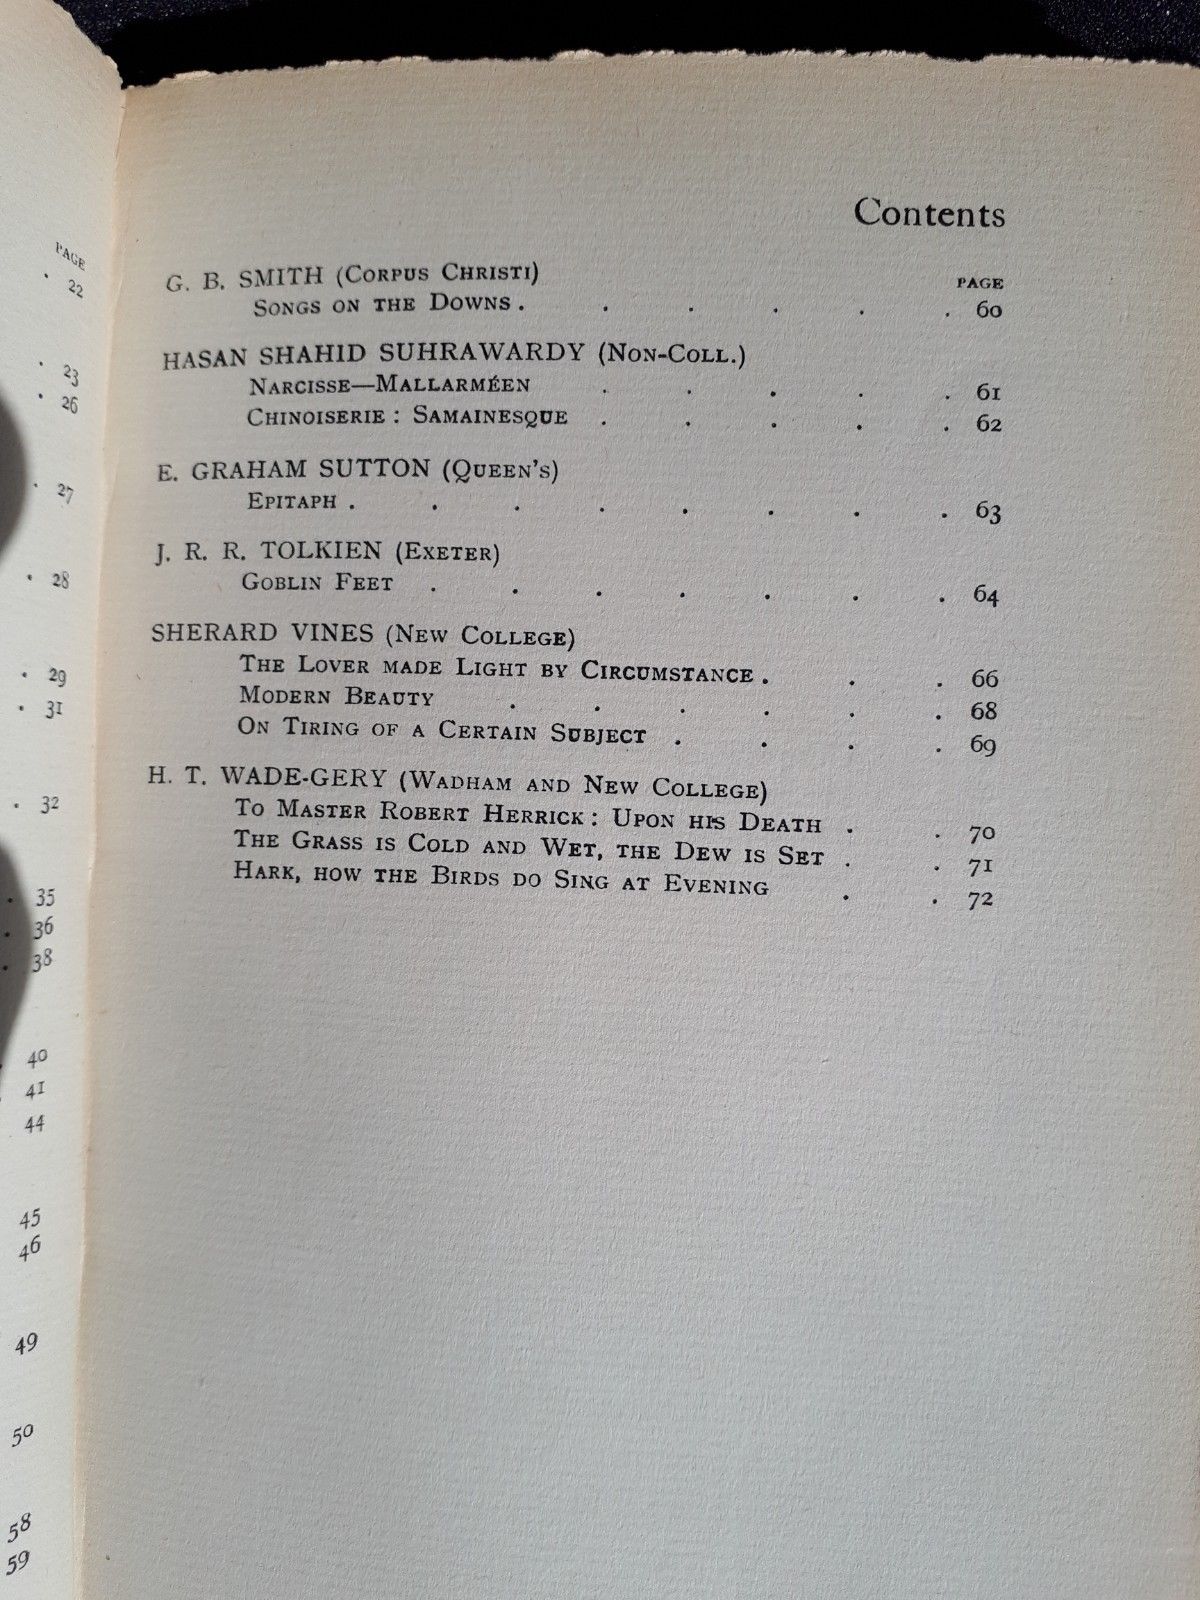 PAGE
22
23
26
27
28
29
31
32
35
36
38
40
41
44
45
46
49
50
58
59
Contents
G. B. SMITH (CORPUS CHRISTI) PAGE
SONGS ON THE DOWNS . . . . . . 60
HASAN SHAHID SUHRAWARDY (NON-COLL.)
NARCISSE—MALLARMÉEN . . . . . 61
CHINOISERIE : SAMAINESQUE . . . . . 62
E. GRAHAM SUTTON (QUEEN'S)
EPITAPH . . . . . . . . 63
J. R. R. TOLKIEN (EXETER)
GOBLIN FEET . . . . . . . 64
SHERARD VINES (NEW COLLEGE)
THE LOVER MADE LIGHT BY CIRCUMSTANCE . . . 66
MODERN BEAUTY . . . . . . 68
ON TIRING OF A CERTAIN SUBJECT . . . . 69
H. T. WADE-GERY (WADHAM AND NEW COLLEGE)
TO MASTER ROBERT HERRICK : UPON HIS DEATH . . 70
THE GRASS IS COLD AND WET, THE DEW IS SET . . 71
HARK, HOW THE BIRDS DO SING AT EVENING . . 72